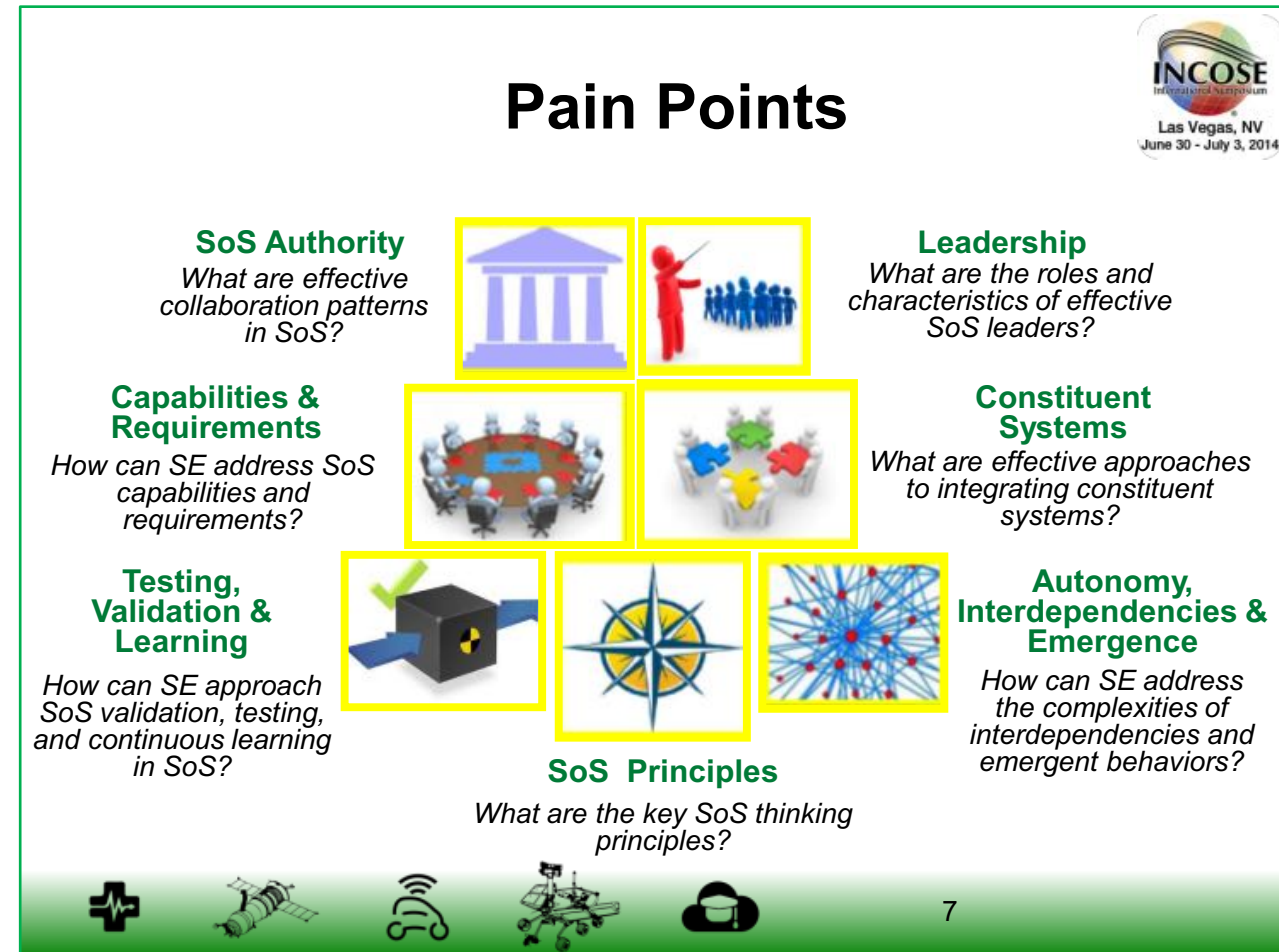 Pain Points
INCOSE
International Symposium
Las Vegas, NV
June 30 - July 3, 2014
SoS Authority
What are effective
collaboration patterns
in SoS?
Leadership
What are the roles and
characteristics of effective
SoS leaders?
Capabilities &
Requirements
How can SE address SoS
capabilities and
requirements?
Constituent
Systems
What are effective approaches
to integrating constituent
systems?
Testing,
Validation &
Learning
How can SE approach
SoS validation, testing,
and continuous learning
in SoS?
Autonomy,
Interdependencies &
Emergence
How can SE address
the complexities of
interdependencies and
emergent behaviors?
SoS Principles
What are the key SoS thinking
principles?
7